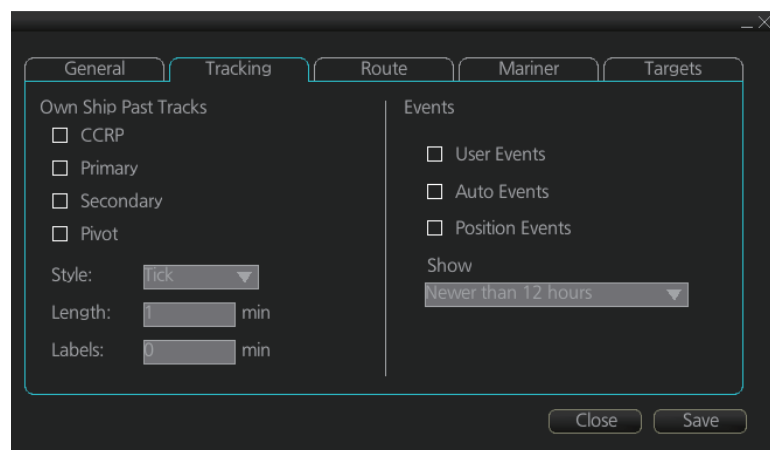 General Tracking Route Mariner Targets
Own Ship Past Tracks
CCRP
Primary
Secondary
Pivot
Style: Tick
Length: 1 min
Labels: 0 min
Events
User Events
Auto Events
Position Events
Show
Newer than 12 hours
Close Save